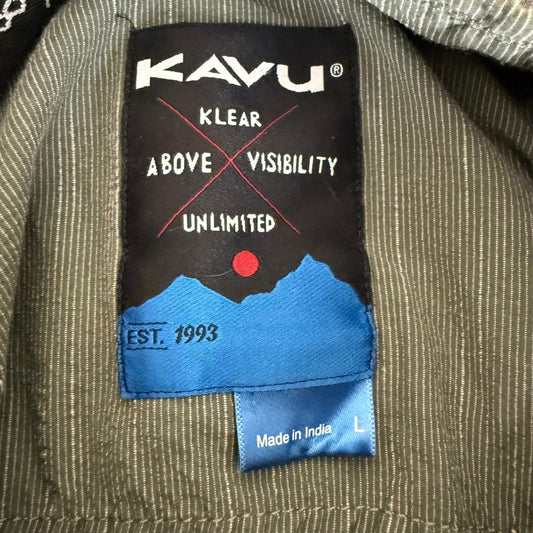 KAVU®
KLEAR
ABOVE VISIBILITY
UNLIMITED
EST. 1993
Made in India L